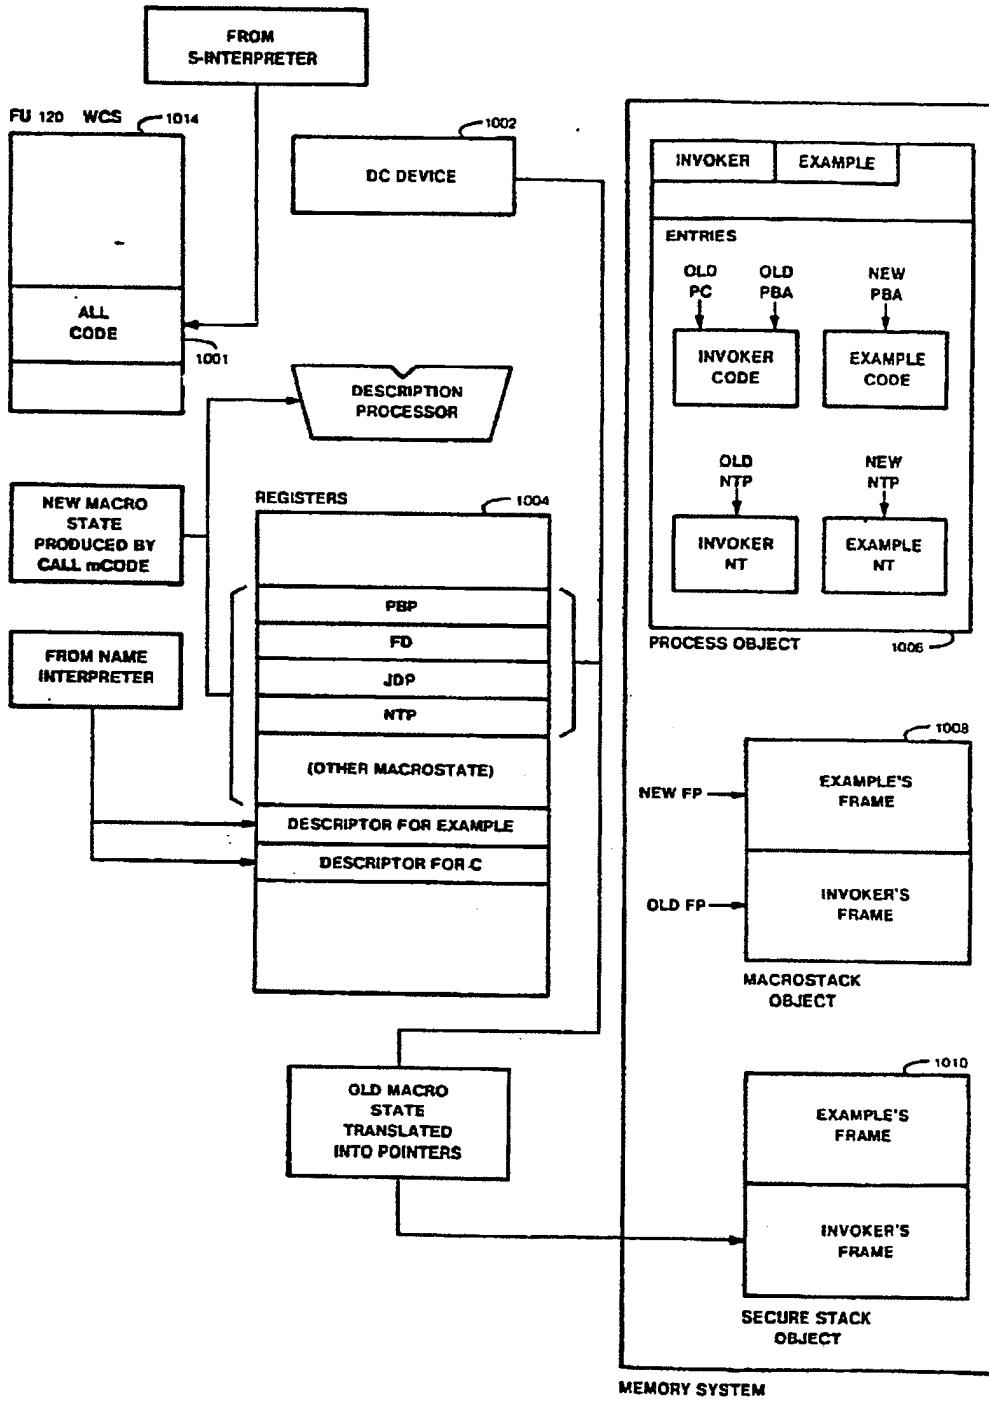 FROM
S-INTERPRETER
FU 120 WCS
1014
1002
DC DEVICE
INVOKER
EXAMPLE
ENTRIES
OLD
PC
OLD
PBA
NEW
PBA
ALL
CODE
1001
INVOKER
CODE
EXAMPLE
CODE
DESCRIPTION
PROCESSOR
OLD
NTP
NEW
NTP
NEW MACRO
STATE
PRODUCED BY
CALL mCODE
REGISTERS
1004
INVOKER
NT
EXAMPLE
NT
PBP
FD
JDP
NTP
(OTHER MACROSTATE)
DESCRIPTOR FOR EXAMPLE
DESCRIPTOR FOR C
FROM NAME
INTERPRETER
PROCESS OBJECT
1006
1008
NEW FP
EXAMPLE'S
FRAME
OLD FP
INVOKER'S
FRAME
MACROSTACK
OBJECT
OLD MACRO
STATE
TRANSLATED
INTO POINTERS
1010
EXAMPLE'S
FRAME
INVOKER'S
FRAME
SECURE STACK
OBJECT
MEMORY SYSTEM